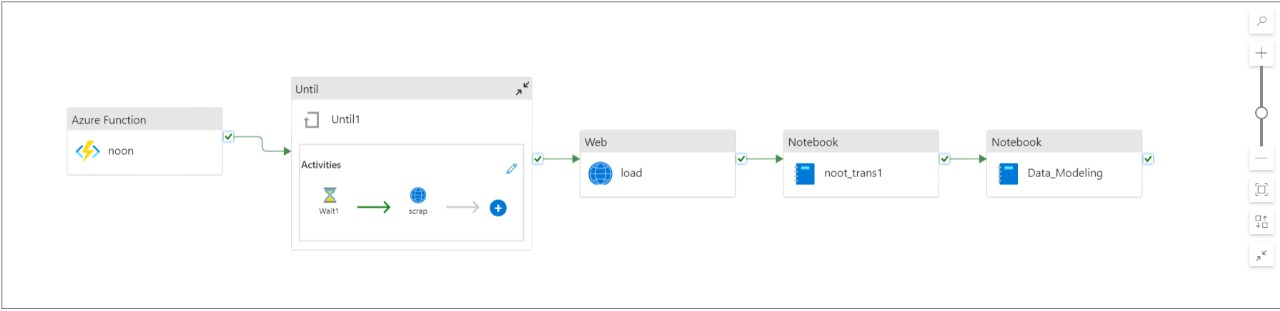 Azure Function
noon
Until
Until1
Activities
Wait1
scrap
Web
load
Notebook
noot_trans1
Notebook
Data_Modeling